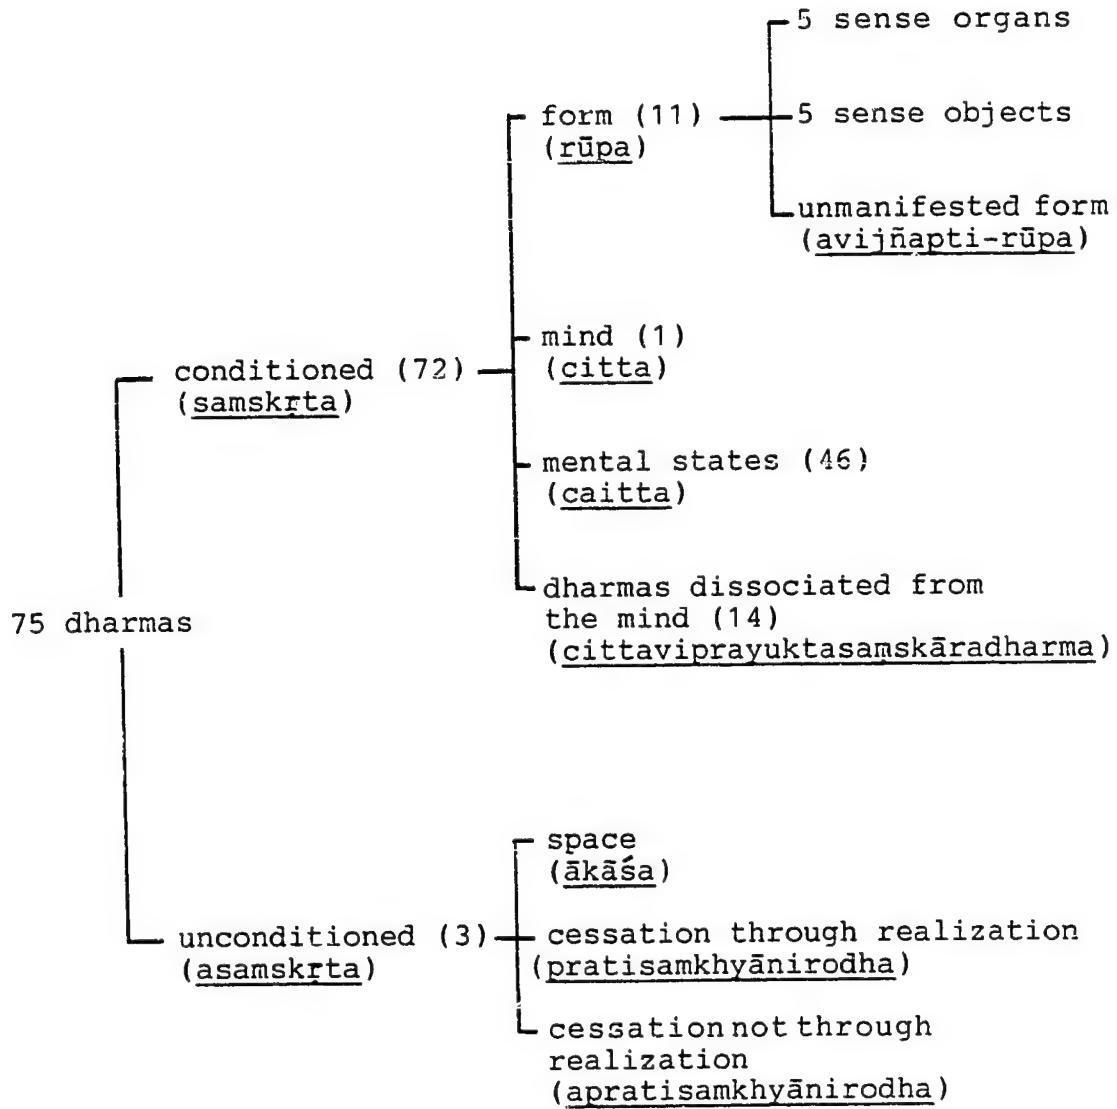 5 sense organs
form (11)
(rūpa)
5 sense objects
unmanifested form
(avijñapti-rūpa)
mind (1)
(citta)
conditioned (72)
(samskṛta)
mental states (46)
(caitta)
dharmas dissociated from
the mind (14)
(cittaviprayuktasaṃskāradharma)
75 dharmas
space
(ākāśa)
unconditioned (3)
(asamskṛta)
cessation through realization
(pratisamkhyānirodha)
cessation not through
realization
(apratisamkhyānirodha)